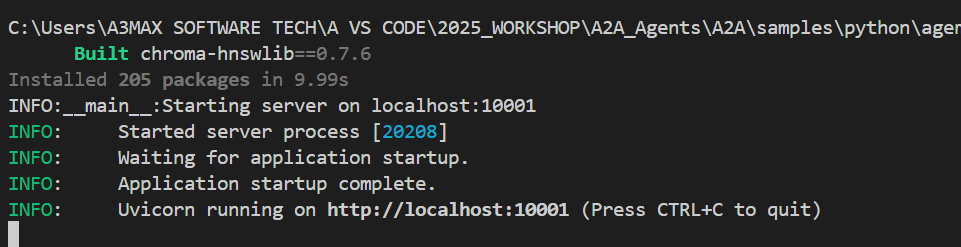 C:\Users\A3MAX SOFTWARE TECH\A VS CODE\2025_WORKSHOP\A2A_Agents\A2A\samples\python\agen
Built chroma-hnswlib==0.7.6
Installed 205 packages in 9.99s
INFO:__main__:Starting server on localhost:10001
INFO:     Started server process [20208]
INFO:     Waiting for application startup.
INFO:     Application startup complete.
INFO:     Uvicorn running on http://localhost:10001 (Press CTRL+C to quit)